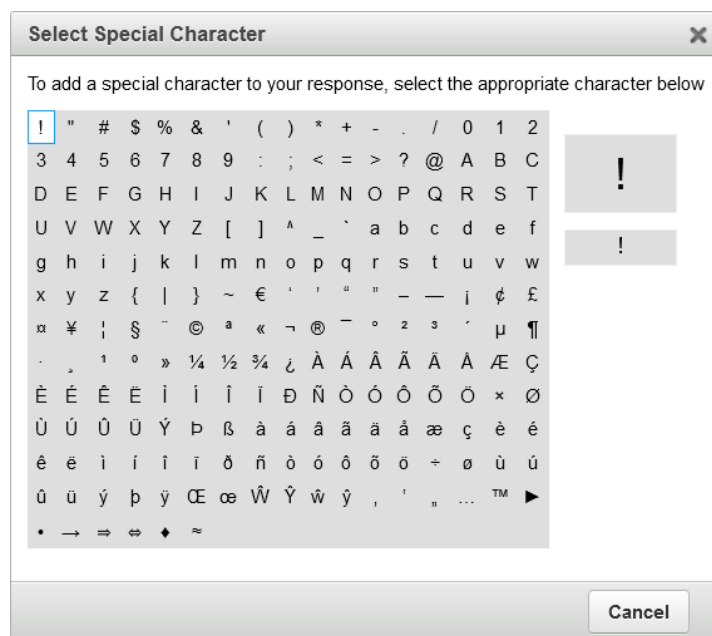 Select Special Character
To add a special character to your response, select the appropriate character below
! " # $ % & ' ( ) * + - . / 0 1 2
3 4 5 6 7 8 9 : ; < = > ? @ A B C
D E F G H I J K L M N O P Q R S T
U V W X Y Z [ ] ^ _ ` a b c d e f
g h i j k l m n o p q r s t u v w
x y z { | } ~ € ‘ ’ “ ” – — ¡ ¢ £
¤ ¥ ¦ § ¨ © ª « ¬ ® ¯ ° ² ³ ´ µ ¶
· ¸ ¹ º » ¼ ½ ¾ ¿ À Á Â Ã Ä Å Æ Ç
È É Ê Ë Ì Í Î Ï Ð Ñ Ò Ó Ô Õ Ö × Ø
Ù Ú Û Ü Ý Þ ß à á â ã ä å æ ç è é
ê ë ì í î ï ð ñ ò ó ô õ ö ÷ ø ù ú
û ü ý þ ÿ Œ œ Ŵ Ŷ ŵ ŷ ‚ ‛ „ … ™ ►
• → ⇒ ⇔ ♦ ≈
!
!
Cancel